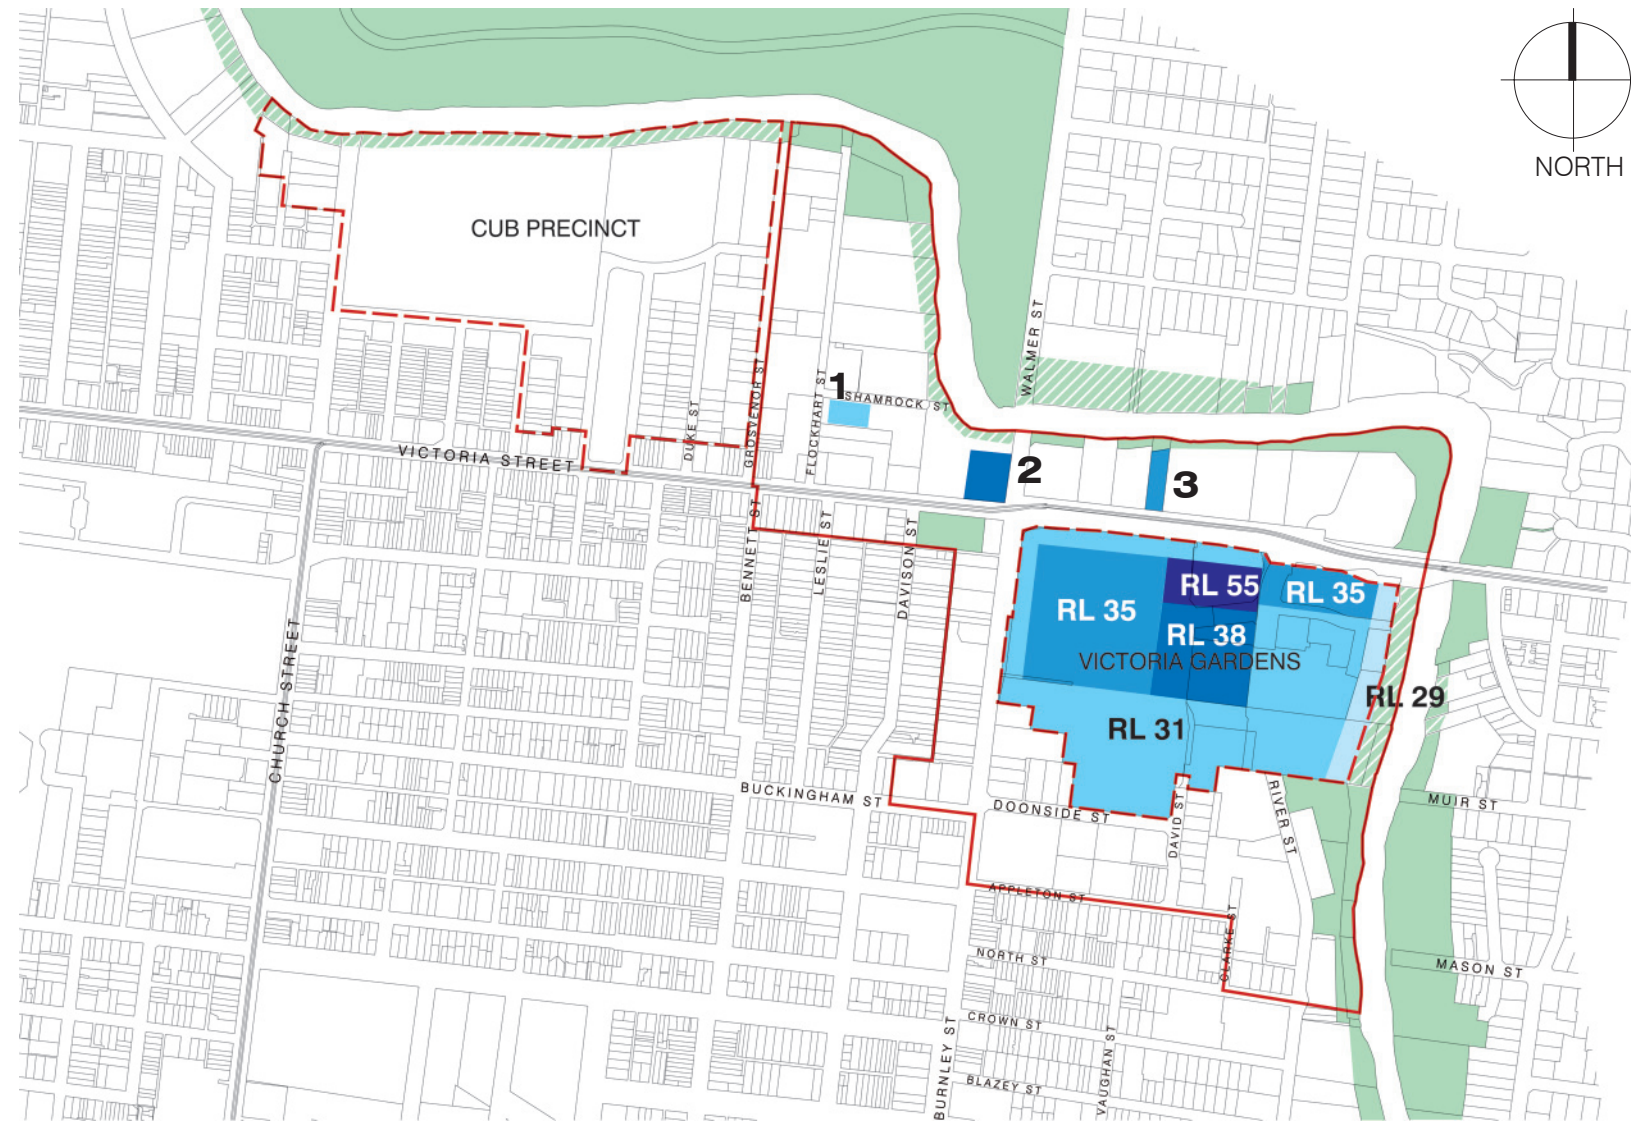 NORTH
CUB PRECINCT
WALMER ST
1
SHAMROCK ST
GROSVENOR ST
FLOCKHART ST
DUKE ST
VICTORIA STREET
2
3
BENNETT ST
LESLIE ST
DAVISON ST
RL 55
RL 35
RL 35
RL 38
VICTORIA GARDENS
RL 29
RL 31
CHURCH STREET
BUCKINGHAM ST
DOONSIDE ST
DAVID ST
RIVER ST
MUIR ST
APPLETON ST
CLARKE ST
NORTH ST
MASON ST
CROWN ST
BURNLEY ST
VAUGHAN ST
BLAZEY ST